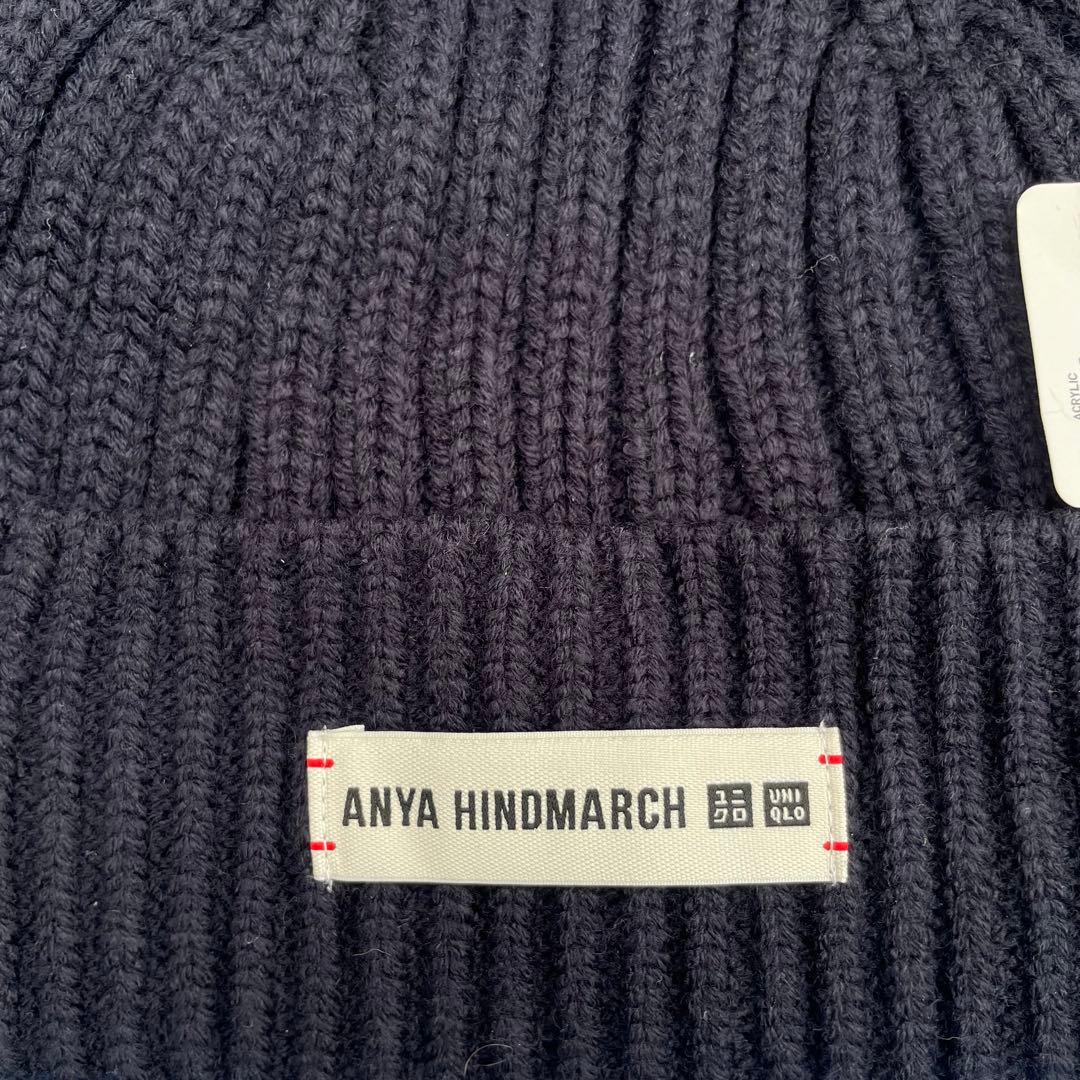 ACRYLIC
ANYA HINDMARCH ユニクロ UNIQLO